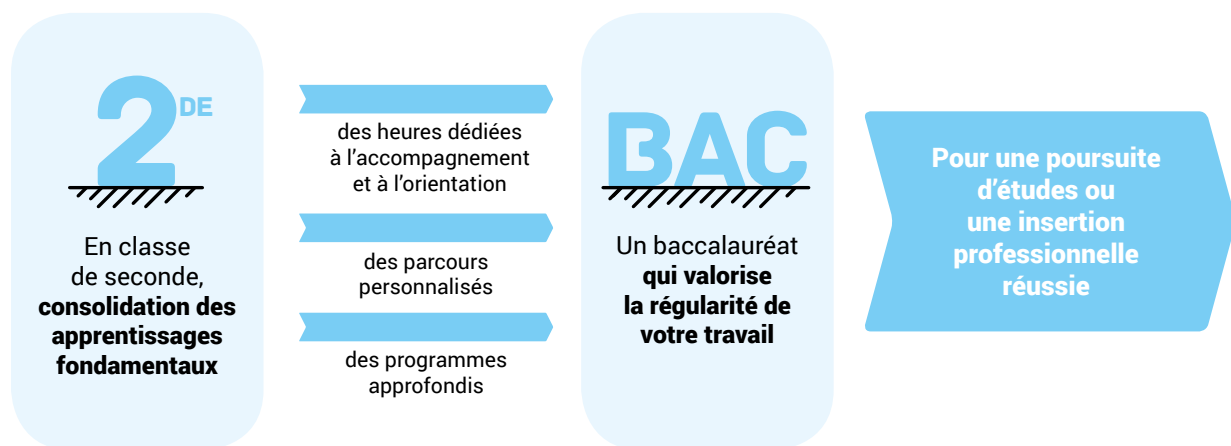 2DE
En classe
de seconde,
consolidation des
apprentissages
fondamentaux
des heures dédiées
à l’accompagnement
et à l’orientation
des parcours
personnalisés
des programmes
approfondis
BAC
Un baccalauréat
qui valorise
la régularité de
votre travail
Pour une poursuite
d’études ou
une insertion
professionnelle
réussie